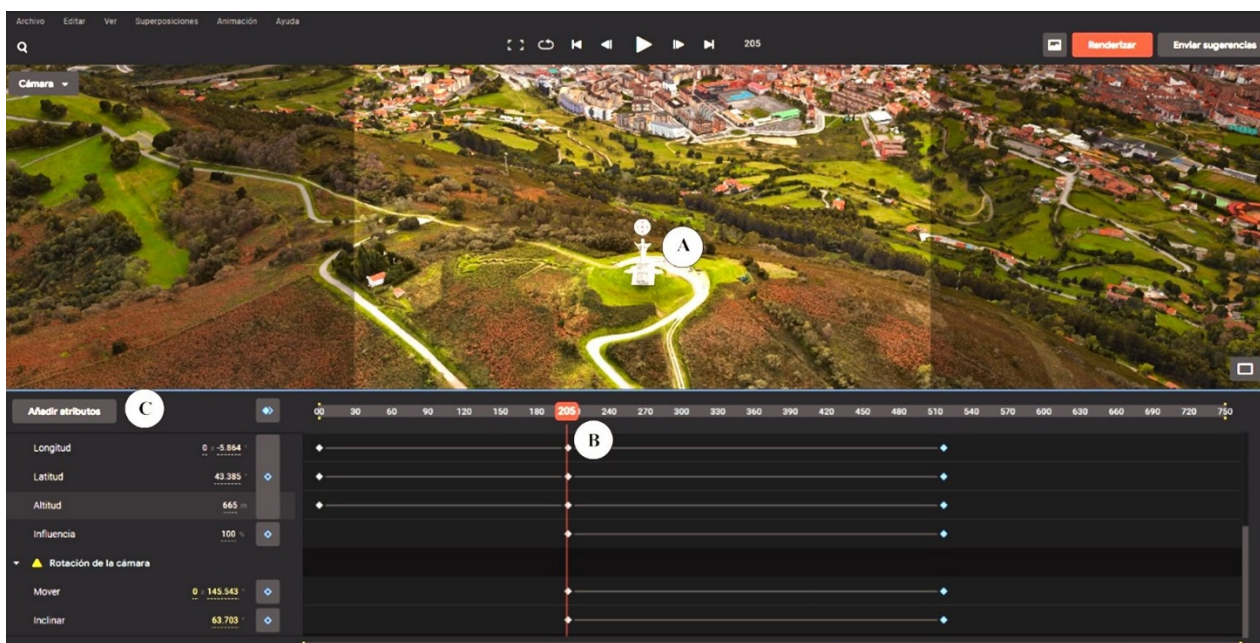 Archivo Editar Ver Superposiciones Animación Ayuda
205 Renderizar Enviar sugerencias
Cámara
A
Añadir atributos C 00 30 60 90 120 150 180 205 240 270 300 330 360 390 420 450 480 510 540 570 600 630 660 690 720 750
B
Longitud 0 x -5.864 °
Latitud 43.385 °
Altitud 665 m
Influencia 100 %
Rotación de la cámara
Mover 0 x 145.543 °
Inclinar 63.703 °